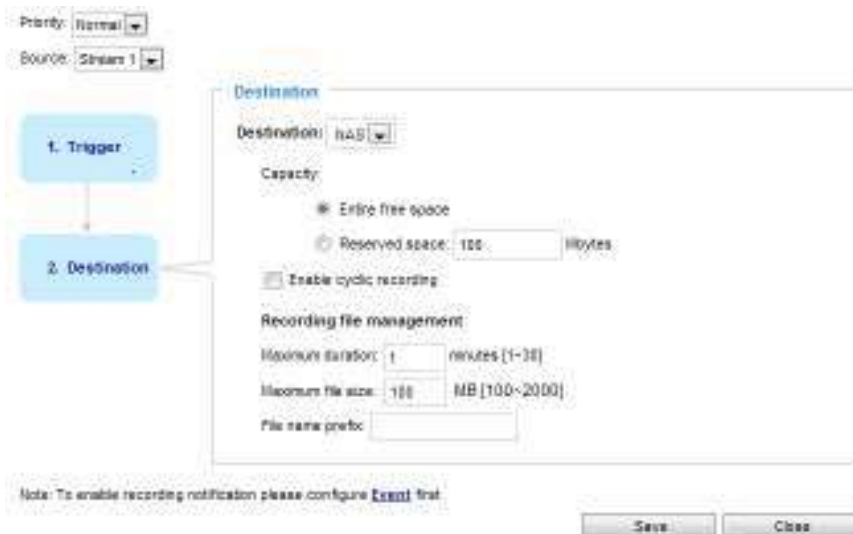 Priority: Normal
Source: Stream 1
Destination
1. Trigger
Destination: NAS
Capacity:
Entire free space
2. Destination
Reserved space: 100 Mbytes
Enable cyclic recording
Recording file management
Maximum duration: 1 minutes [1~30]
Maximum file size: 100 MB [100~2000]
File name prefix:
Note: To enable recording notification please configure Event first
Save Close